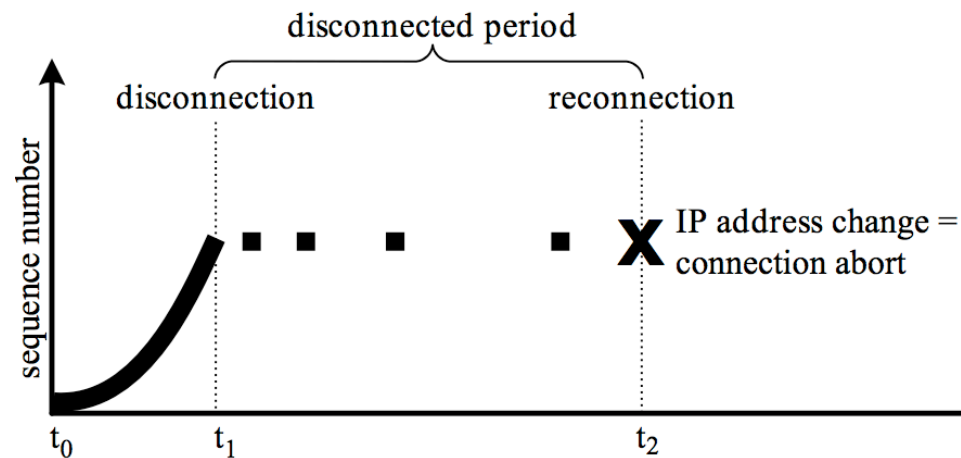 disconnected period
disconnection
reconnection
sequence number
IP address change =
connection abort
t0
t1
t2